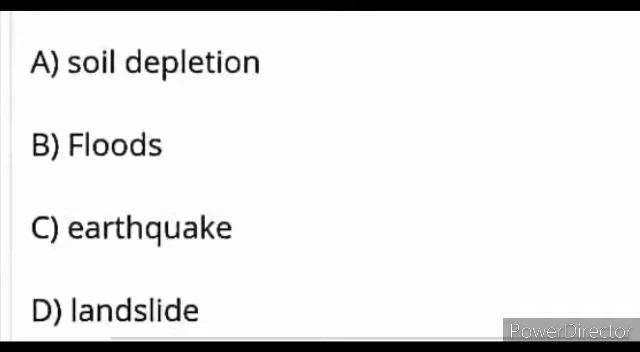 A) soil depletion
B) Floods
C) earthquake
D) landslide
PowerDirector